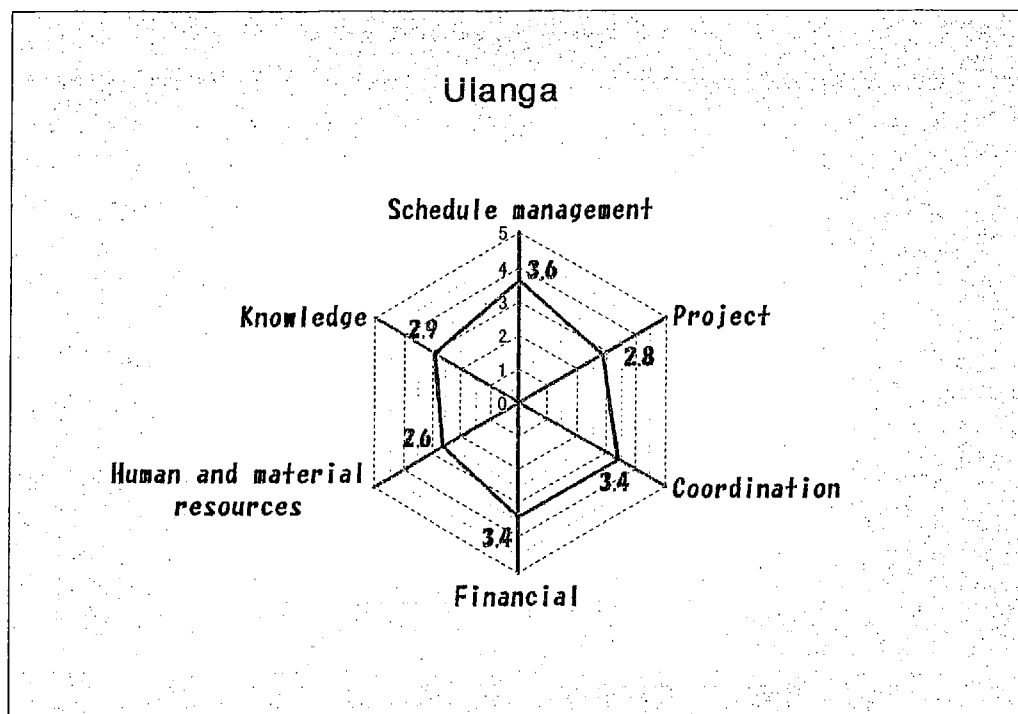 Ulanga
Schedule management
5
4
3.6
3
Knowledge
2.9
Project
2
2.8
1
0
2.6
Human and material
resources
3.4
Coordination
3.4
Financial